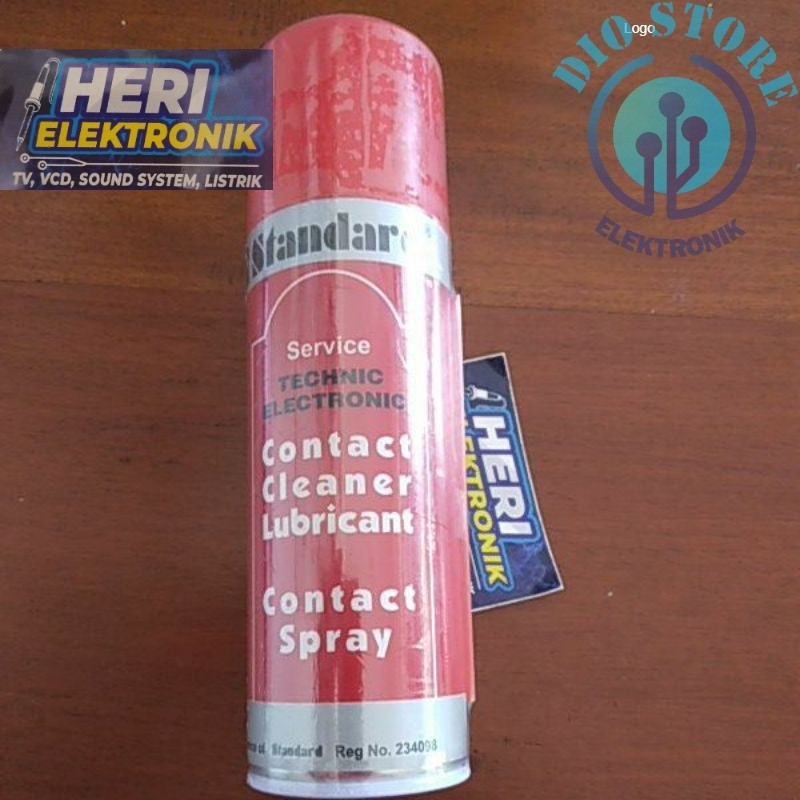 HERI
ELEKTRONIK
TV, VCD, SOUND SYSTEM, LISTRIK
Logo
DIO STORE
ELEKTRONIK
Standard
Service
TECHNIC
ELECTRONIC
Contact
Cleaner
Lubricant
Contact
Spray
of Standard Reg No. 234098
HERI
ELEKTRONIK